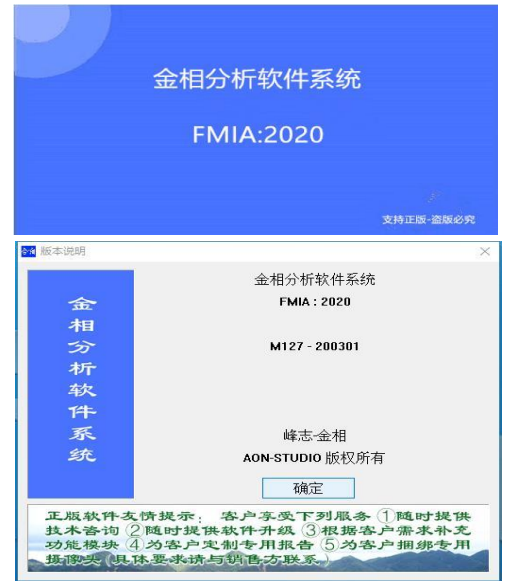 金相分析软件系统
FMIA:2020
支持正版-盗版必究
版本说明
金相分析软件系统
FMIA : 2020
M127 - 200301
金
相
分
析
软
件
系
统
峰志-金相
AON-STUDIO 版权所有
确定
正版软件友情提示: 客户享受下列服务 ①随时提供
技术咨询 ②随时提供软件升级 ③根据客户需求补充
功能模块 ④为客户定制专用报告 ⑤为客户捆绑专用
摄像头(具体要求请与销售方联系)